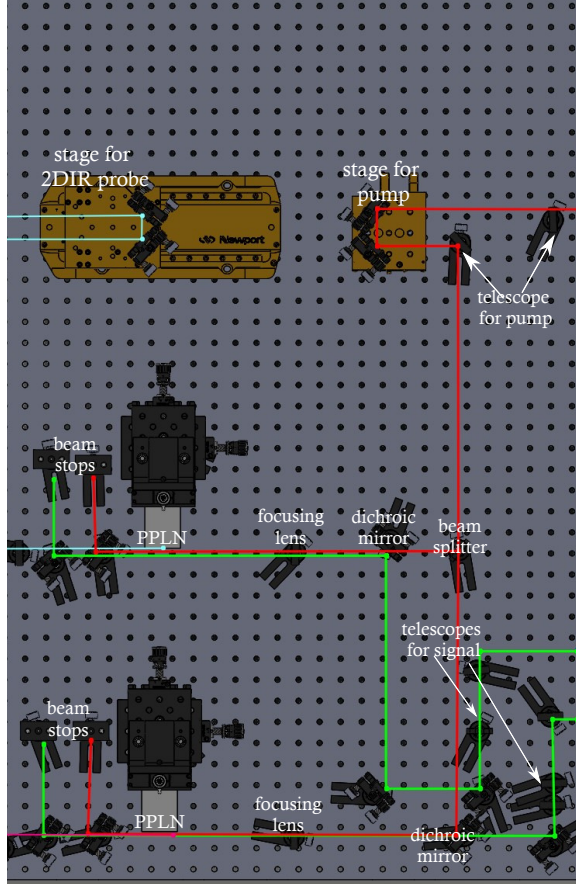 stage for
2DIR probe
stage for
pump
Newport
telescope
for pump
beam
stops
PPLN
focusing
lens
dichroic
mirror
beam
splitter
telescopes
for signal
beam
stops
PPLN
focusing
lens
dichroic
mirror